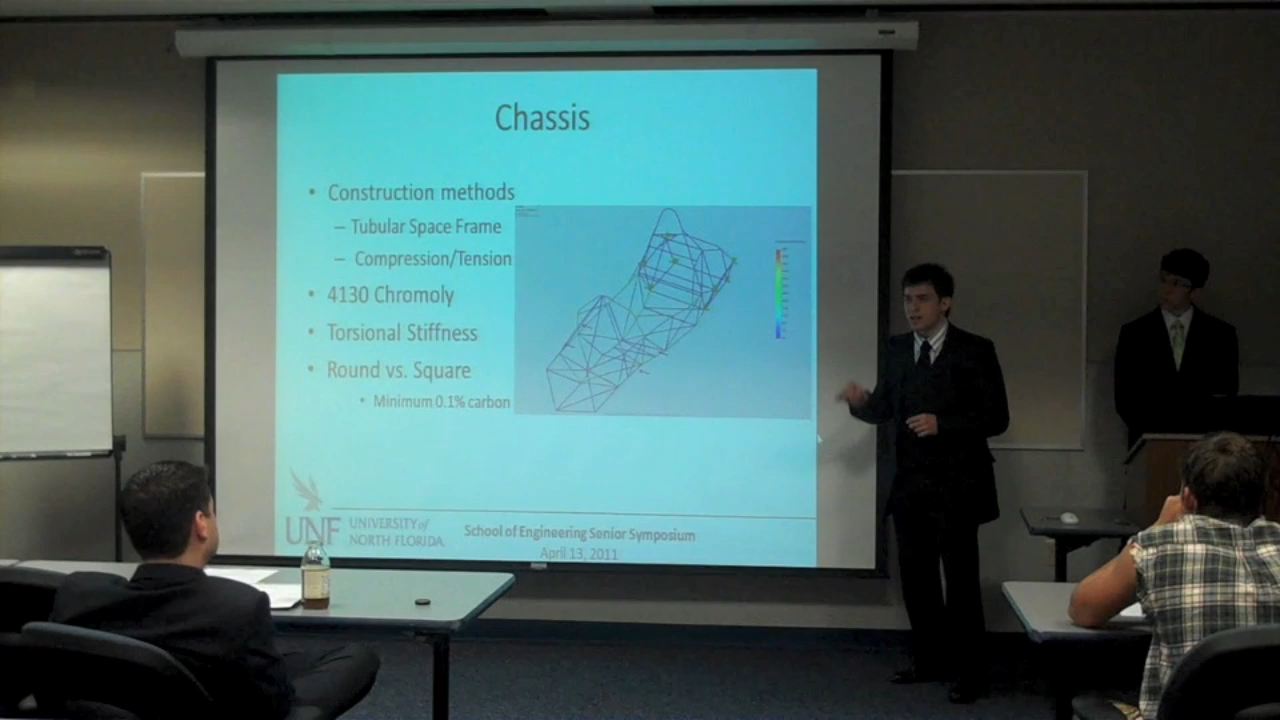 Chassis
• Construction methods
– Tubular Space Frame
– Compression/Tension
• 4130 Chromoly
• Torsional Stiffness
• Round vs. Square
• Minimum 0.1% carbon
UNF UNIVERSITY of
NORTH FLORIDA.
School of Engineering Senior Symposium
April 13, 2011